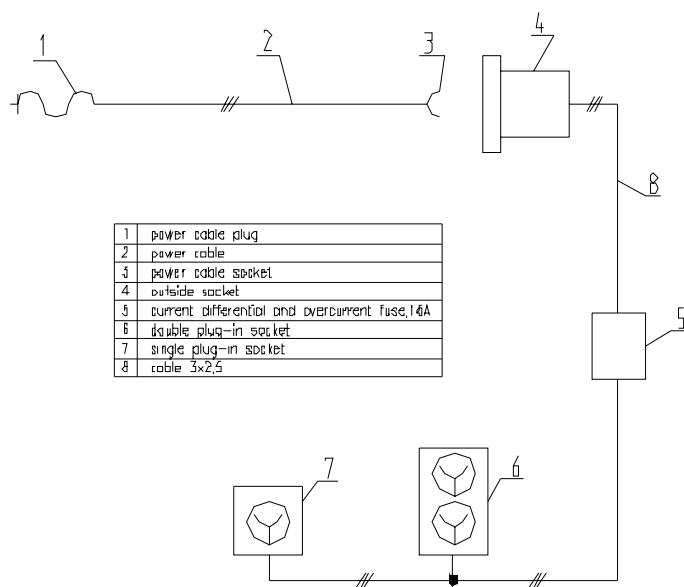 1
2
3
4
8
1 power cable plug
2 power cable
3 power cable socket
4 outside socket
5 current differential and overcurrent fuse,16A
6 double plug-in socket
7 single plug-in socket
8 cable 3x2,5
5
7
6